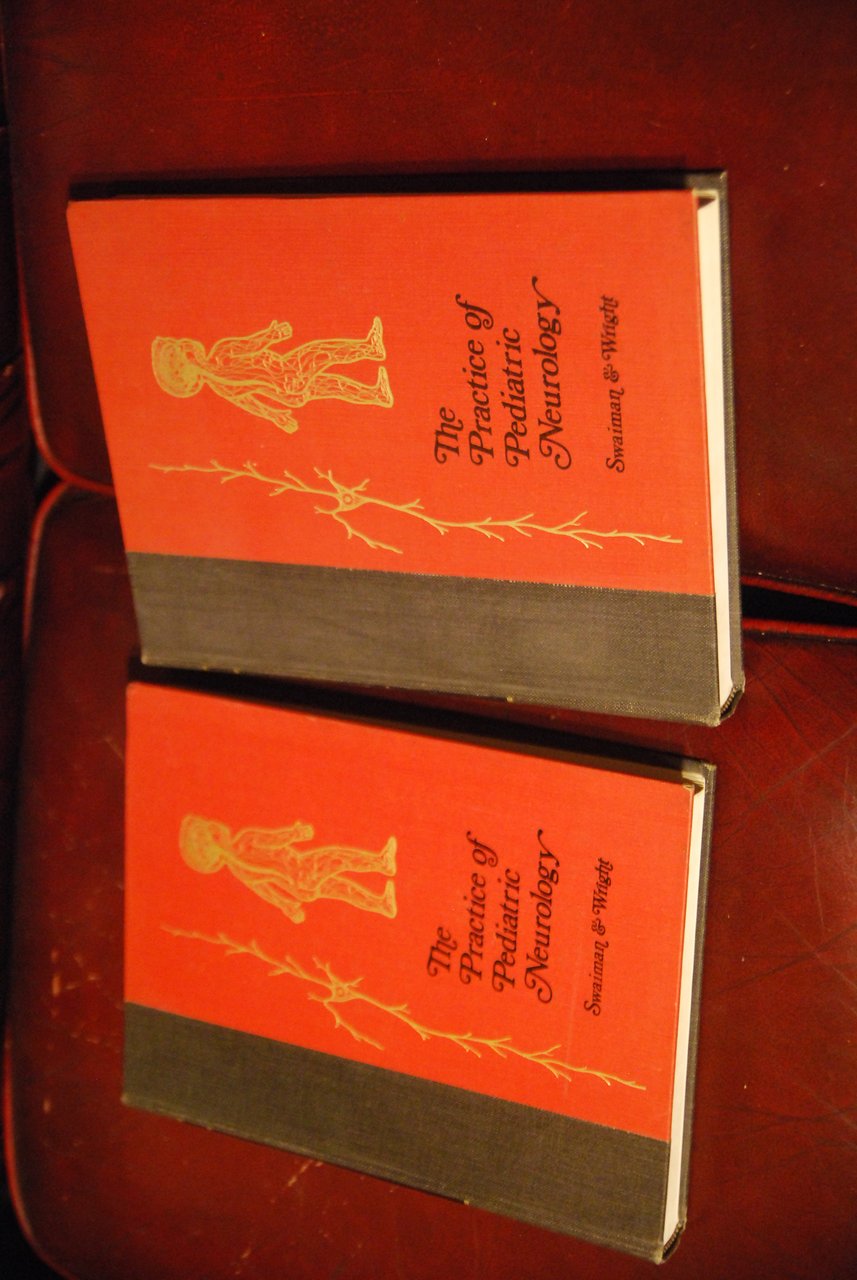 The
Practice of
Pediatric
Neurology
Swaiman & Wright
The
Practice of
Pediatric
Neurology
Swaiman & Wright